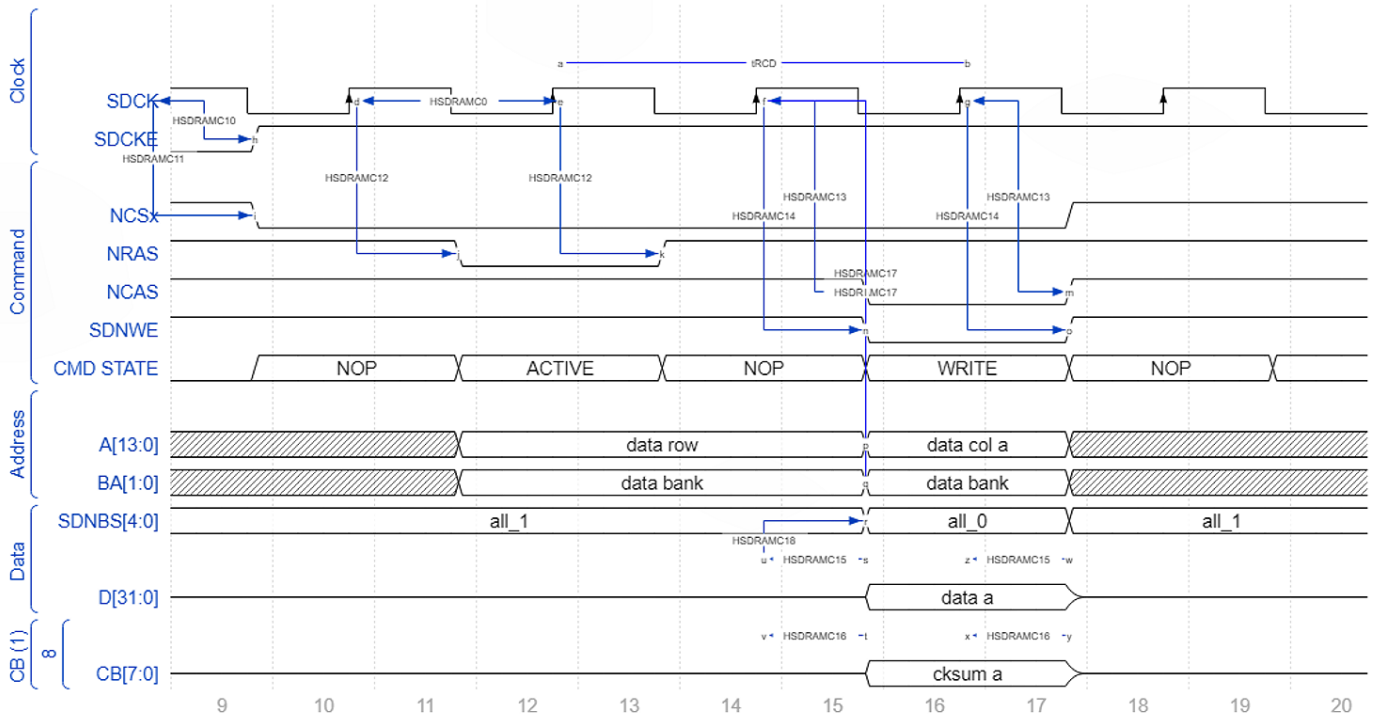 Clock
a tRCD b
SDCK d HSDRAMC0 e f g
HSDRAMC10
SDCKE h
HSDRAMC11
HSDRAMC12 HSDRAMC12
HSDRAMC13 HSDRAMC13
Command
NCSx i HSDRAMC14 HSDRAMC14
NRAS j k
HSDRAMC17
NCAS HSDRAMC17 m
SDNWE n o
CMD STATE NOP ACTIVE NOP WRITE NOP
Address
A[13:0] data row p data col a
BA[1:0] data bank q data bank
Data
SDNBS[4:0] all_1 r all_0 all_1
HSDRAMC18
u HSDRAMC15 s z HSDRAMC15 w
D[31:0] data a
CB (1)
8
v HSDRAMC16 t x HSDRAMC16 y
CB[7:0] cksum a
9 10 11 12 13 14 15 16 17 18 19 20